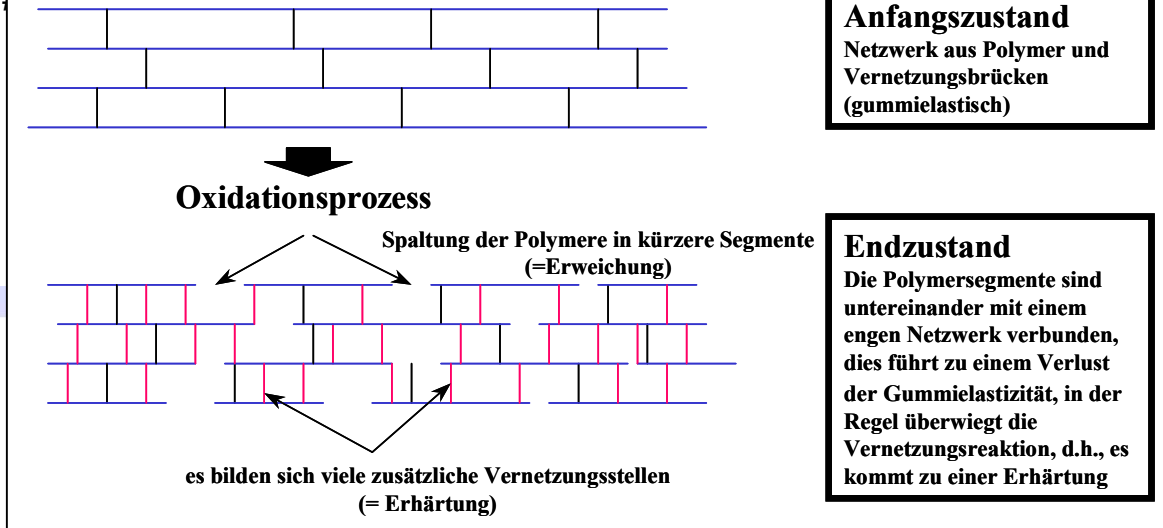 Anfangszustand
Netzwerk aus Polymer und
Vernetzungsbrücken
(gummielastisch)
Oxidationsprozess
Spaltung der Polymere in kürzere Segmente
(=Erweichung)
Endzustand
Die Polymersegmente sind
untereinander mit einem
engen Netzwerk verbunden,
dies führt zu einem Verlust
der Gummielastizität, in der
Regel überwiegt die
Vernetzungsreaktion, d.h., es
kommt zu einer Erhärtung
es bilden sich viele zusätzliche Vernetzungsstellen
(= Erhärtung)